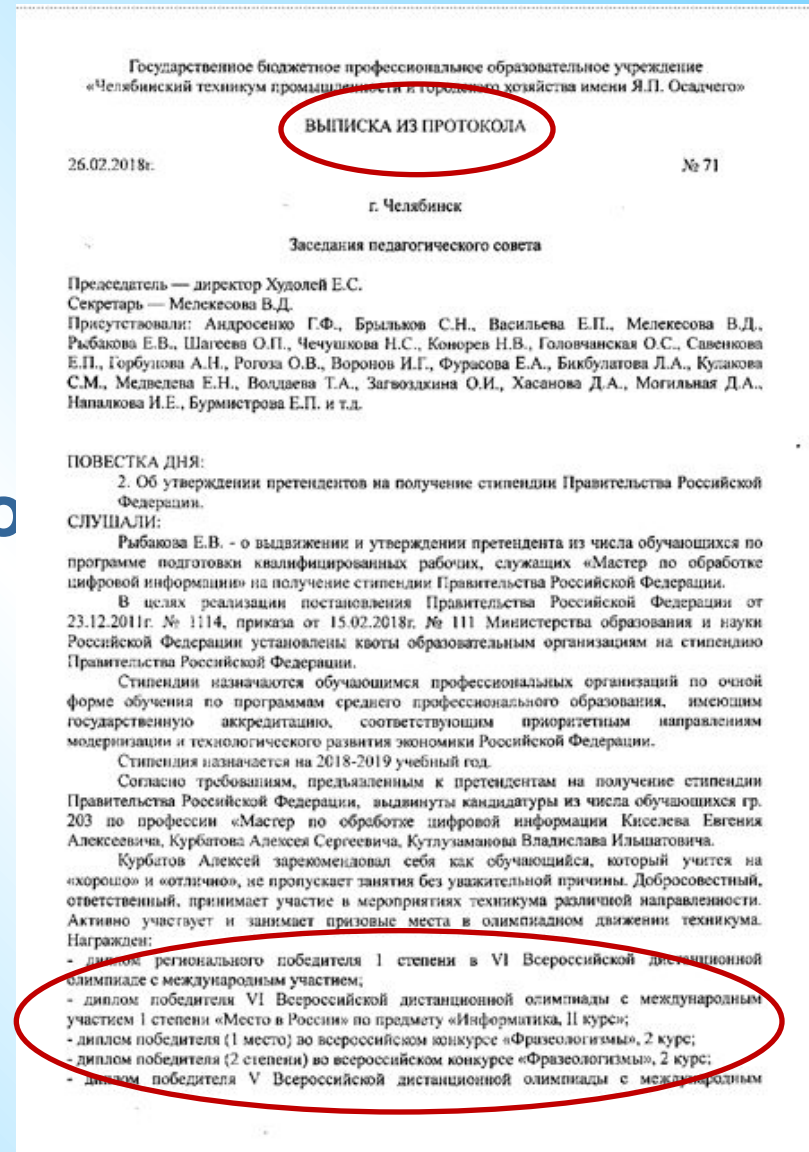 Государственное бюджетное профессиональное образовательное учреждение
«Челябинский техникум промышленности и городского хозяйства имени Я.П. Осадчего»
ВЫПИСКА ИЗ ПРОТОКОЛА
26.02.2018г. № 71
г. Челябинск
Заседания педагогического совета
Председатель — директор Худолей Е.С.
Секретарь — Мелекесова В.Д.
Присутствовали: Андросенко Г.Ф., Брыльков С.Н., Васильева Е.П., Мелекесова В.Д.,
Рыбакова Е.В., Шагеева О.П., Чечушкова Н.С., Конорев Н.В., Головчанская О.С., Савенкова
Е.П., Горбунова А.Н., Рогоза О.В., Воронов И.Г., Фурасова Е.А., Бикбулатова Л.А., Кулакова
С.М., Медведева Е.Н., Волдаева Т.А., Загвоздкина О.И., Хасанова Д.А., Могильная Д.А.,
Напалкова И.Е., Бурмистрова Е.П. и т.д.
ПОВЕСТКА ДНЯ:
2. Об утверждении претендентов на получение стипендии Правительства Российской
Федерации.
СЛУШАЛИ:
Рыбакова Е.В. - о выдвижении и утверждении претендента из числа обучающихся по
программе подготовки квалифицированных рабочих, служащих «Мастер по обработке
цифровой информации» на получение стипендии Правительства Российской Федерации.
В целях реализации постановления Правительства Российской Федерации от
23.12.2011г. № 1114, приказа от 15.02.2018г. № 111 Министерства образования и науки
Российской Федерации установлены квоты образовательным организациям на стипендию
Правительства Российской Федерации.
Стипендии назначаются обучающимся профессиональных организаций по очной
форме обучения по программам среднего профессионального образования, имеющим
государственную аккредитацию, соответствующим приоритетным направлениям
модернизации и технологического развития экономики Российской Федерации.
Стипендия назначается на 2018-2019 учебный год.
Согласно требованиям, предъявленным к претендентам на получение стипендии
Правительства Российской Федерации, выдвинуты кандидатуры из числа обучающихся гр.
203 по профессии «Мастер по обработке цифровой информации Киселева Евгения
Алексеевича, Курбатова Алексея Сергеевича, Кутлузаманова Владислава Ильшатовича.
Курбатов Алексей зарекомендовал себя как обучающийся, который учится на
«хорошо» и «отлично», не пропускает занятия без уважительной причины. Добросовестный,
ответственный, принимает участие в мероприятиях техникума различной направленности.
Активно участвует и занимает призовые места в олимпиадном движении техникума.
Награжден:
- диплом регионального победителя 1 степени в VI Всероссийской дистанционной
олимпиаде с международным участием;
- диплом победителя VI Всероссийской дистанционной олимпиады с международным
участием 1 степени «Место в России» по предмету «Информатика, II курс»;
- диплом победителя (1 место) во всероссийском конкурсе «Фразеологизмы», 2 курс;
- диплом победителя (2 степени) во всероссийском конкурсе «Фразеологизмы», 2 курс;
- диплом победителя V Всероссийской дистанционной олимпиады с международным